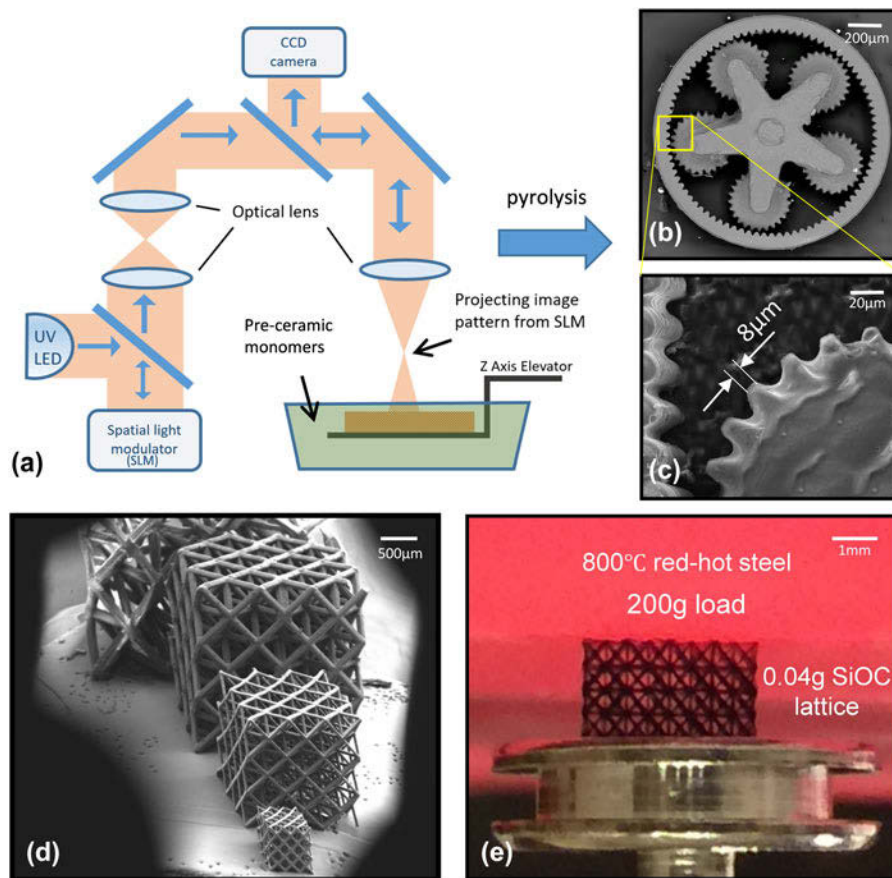 CCD
camera
Optical lens
UV
LED
Spatial light
modulator
(SLM)
Pre-ceramic
monomers
Projecting image
pattern from SLM
Z Axis Elevator
(a)
pyrolysis
200μm
(b)
20μm
8μm
(c)
500μm
(d)
1mm
800℃ red-hot steel
200g load
0.04g SiOC
lattice
(e)